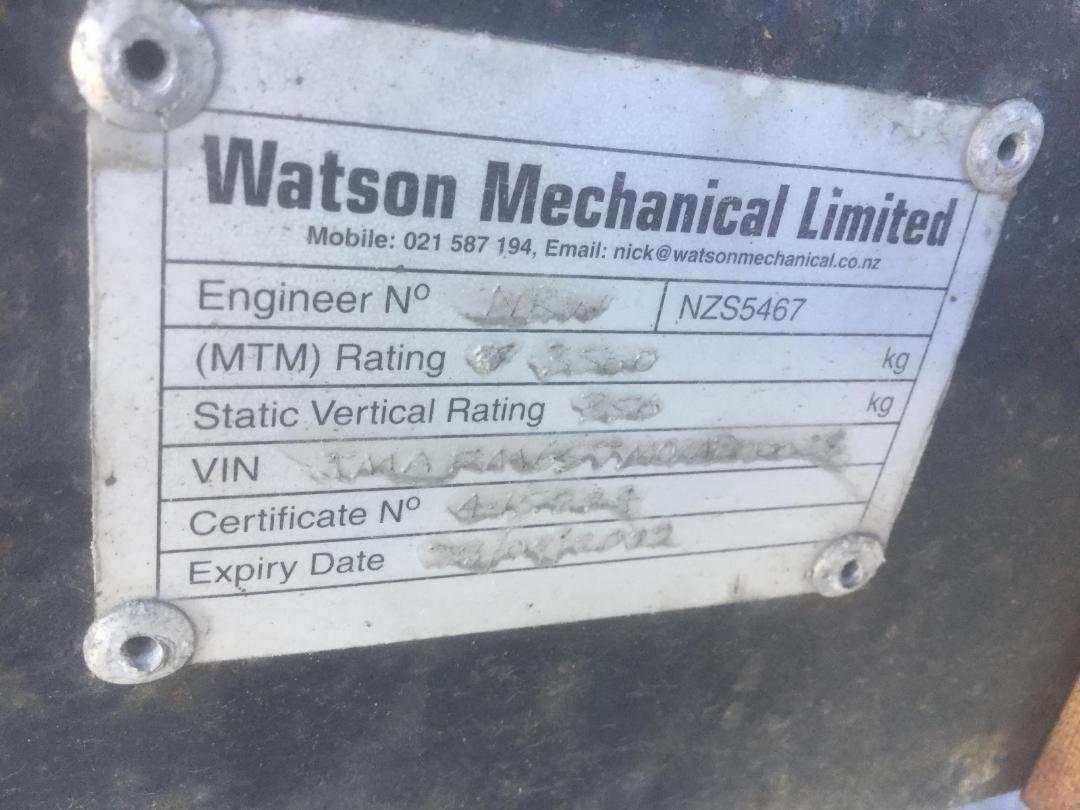 Watson Mechanical Limited
Mobile: 021 587 194, Email: nick@watsonmechanical.co.nz
Engineer Nº NZS5467
(MTM) Rating 3500 kg
Static Vertical Rating kg
VIN
Certificate Nº
Expiry Date